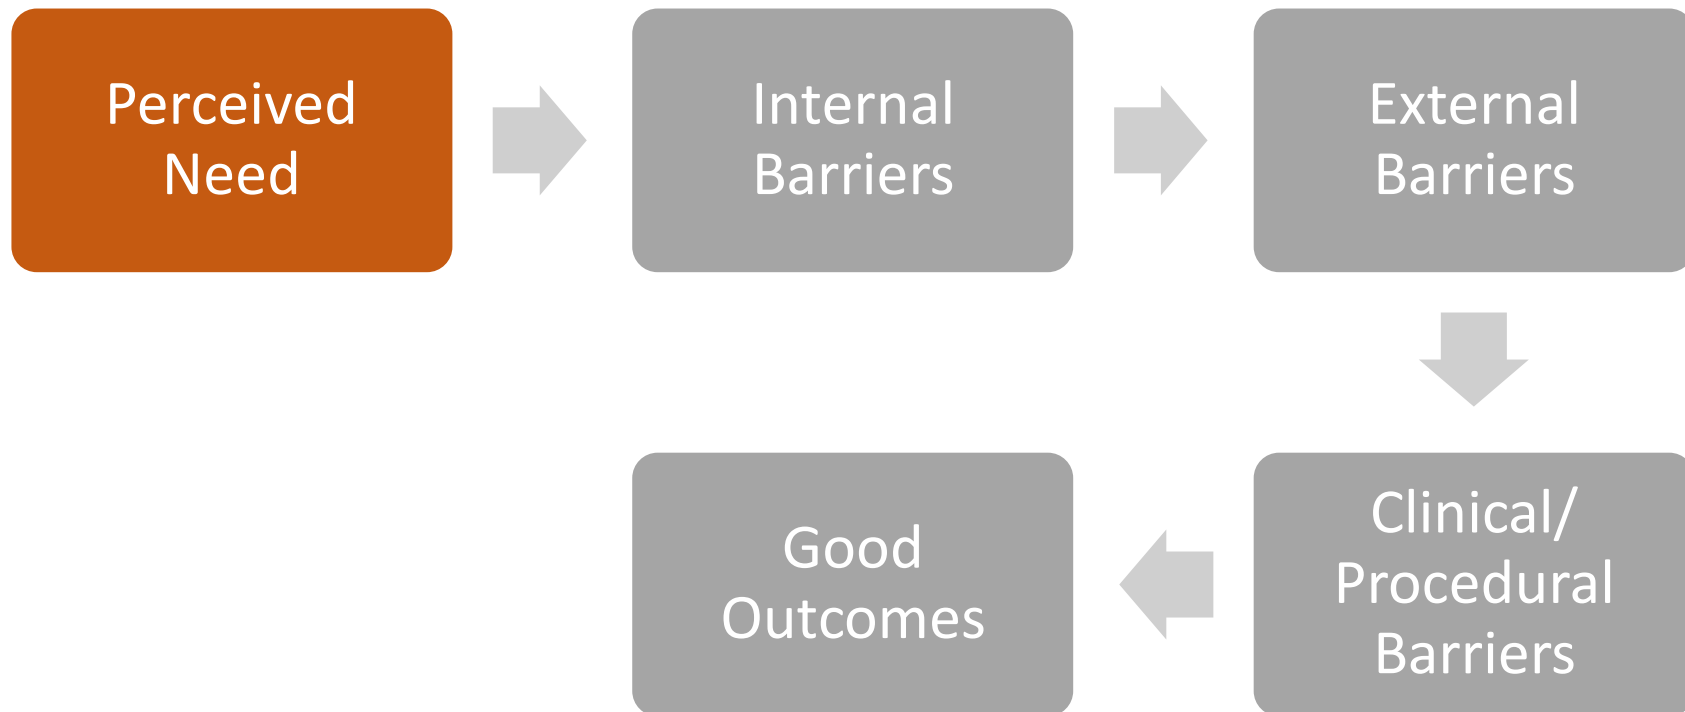 Perceived
Need
Internal
Barriers
External
Barriers
Good
Outcomes
Clinical/
Procedural
Barriers